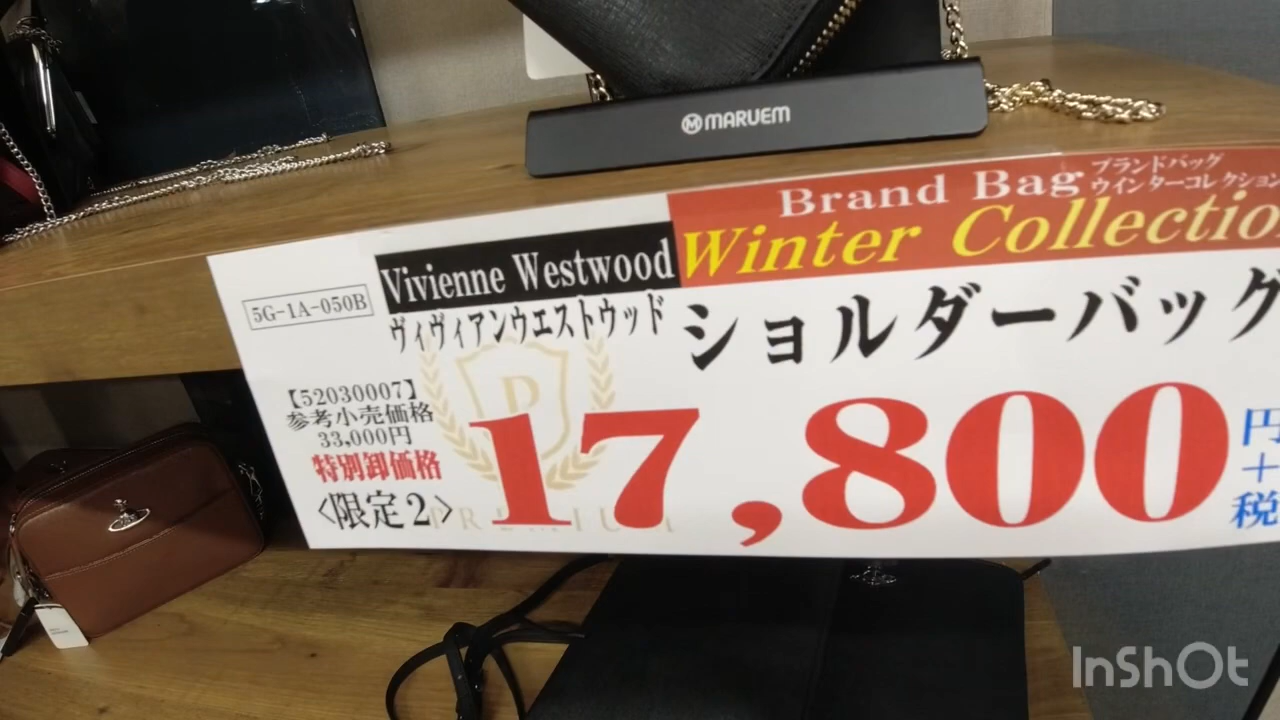 MARUEM
Brand Bag
ブランドバッグ
ウインターコレクション
Winter Collectio
Vivienne Westwood
5G-1A-050B
ヴィヴィアンウエストウッド
ショルダーバッグ
【52030007】
参考小売価格
33,000円
特別卸価格
〈限定2〉
17,800
円+税
PREMIUM
InShOt